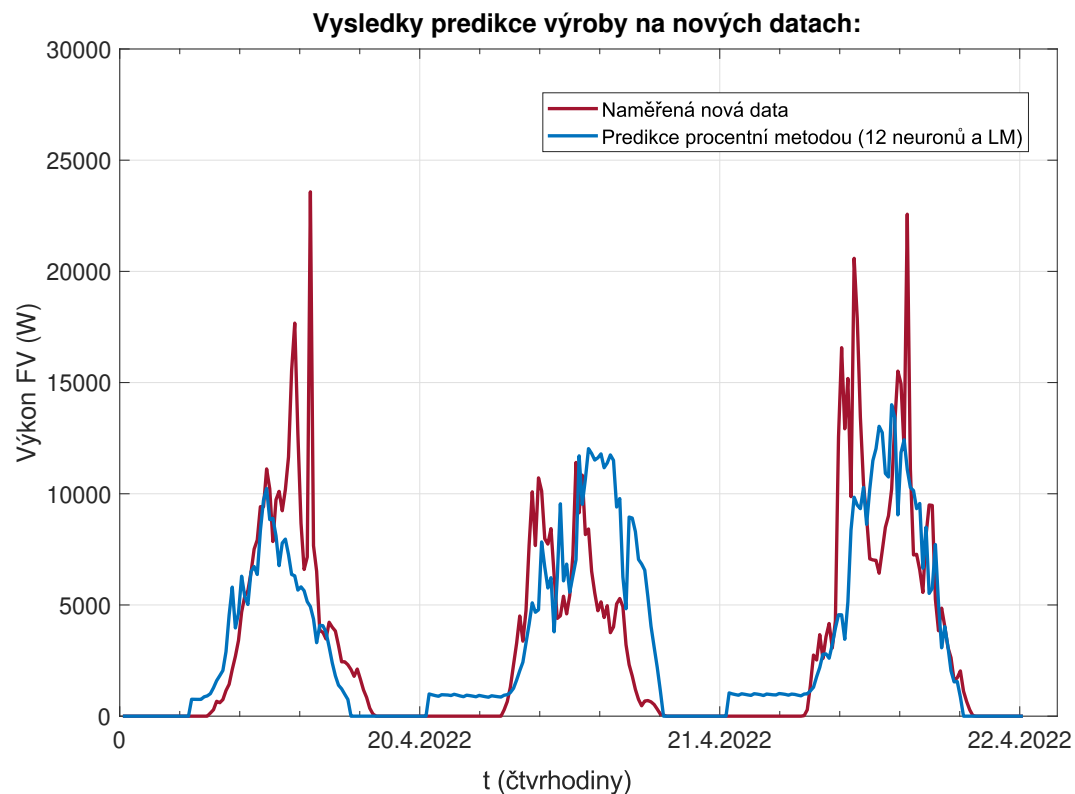 Vysledky predikce výroby na nových datach:
30000
25000
20000
15000
10000
5000
0
Výkon FV (W)
Naměřená nová data
Predikce procentní metodou (12 neuronů a LM)
0
20.4.2022
21.4.2022
22.4.2022
t (čtvrhodiny)